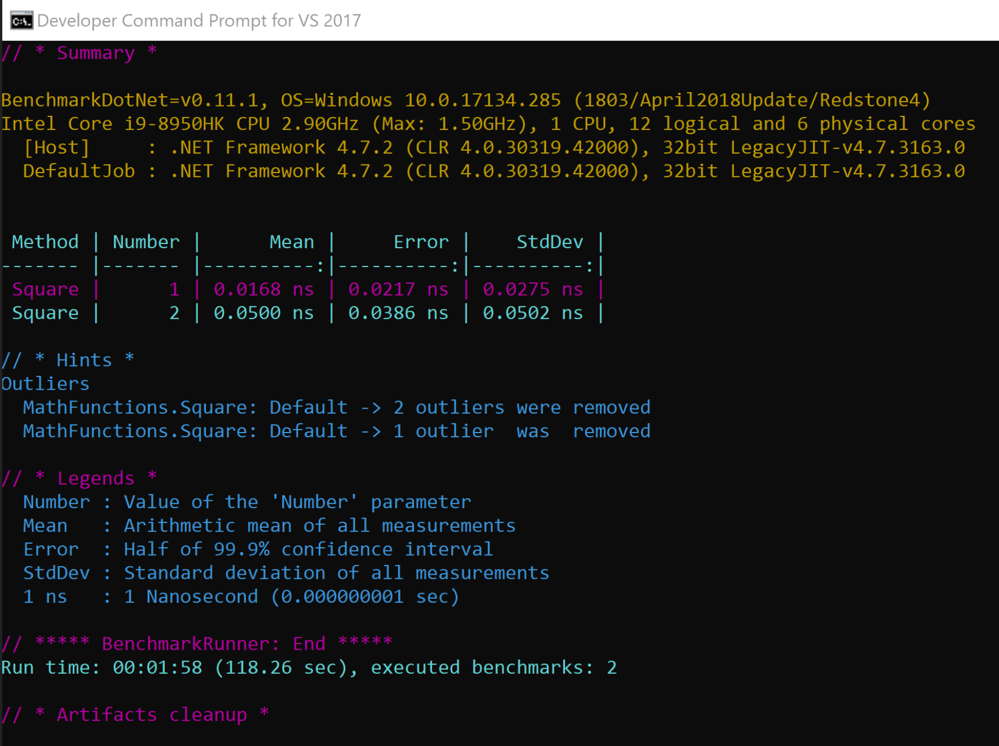 C:\.
Developer Command Prompt for VS 2017
// * Summary *
BenchmarkDotNet=v0.11.1, OS=Windows 10.0.17134.285 (1803/April2018Update/Redstone4)
Intel Core i9-8950HK CPU 2.90GHz (Max: 1.50GHz), 1 CPU, 12 logical and 6 physical cores
  [Host]     : .NET Framework 4.7.2 (CLR 4.0.30319.42000), 32bit LegacyJIT-v4.7.3163.0
  DefaultJob : .NET Framework 4.7.2 (CLR 4.0.30319.42000), 32bit LegacyJIT-v4.7.3163.0
 Method | Number |      Mean |     Error |    StdDev |
------- |------- |----------:|----------:|----------:|
 Square |      1 | 0.0168 ns | 0.0217 ns | 0.0275 ns |
 Square |      2 | 0.0500 ns | 0.0386 ns | 0.0502 ns |
// * Hints *
Outliers
  MathFunctions.Square: Default -> 2 outliers were removed
  MathFunctions.Square: Default -> 1 outlier  was  removed
// * Legends *
  Number : Value of the 'Number' parameter
  Mean   : Arithmetic mean of all measurements
  Error  : Half of 99.9% confidence interval
  StdDev : Standard deviation of all measurements
  1 ns   : 1 Nanosecond (0.000000001 sec)
// ***** BenchmarkRunner: End *****
Run time: 00:01:58 (118.26 sec), executed benchmarks: 2
// * Artifacts cleanup *